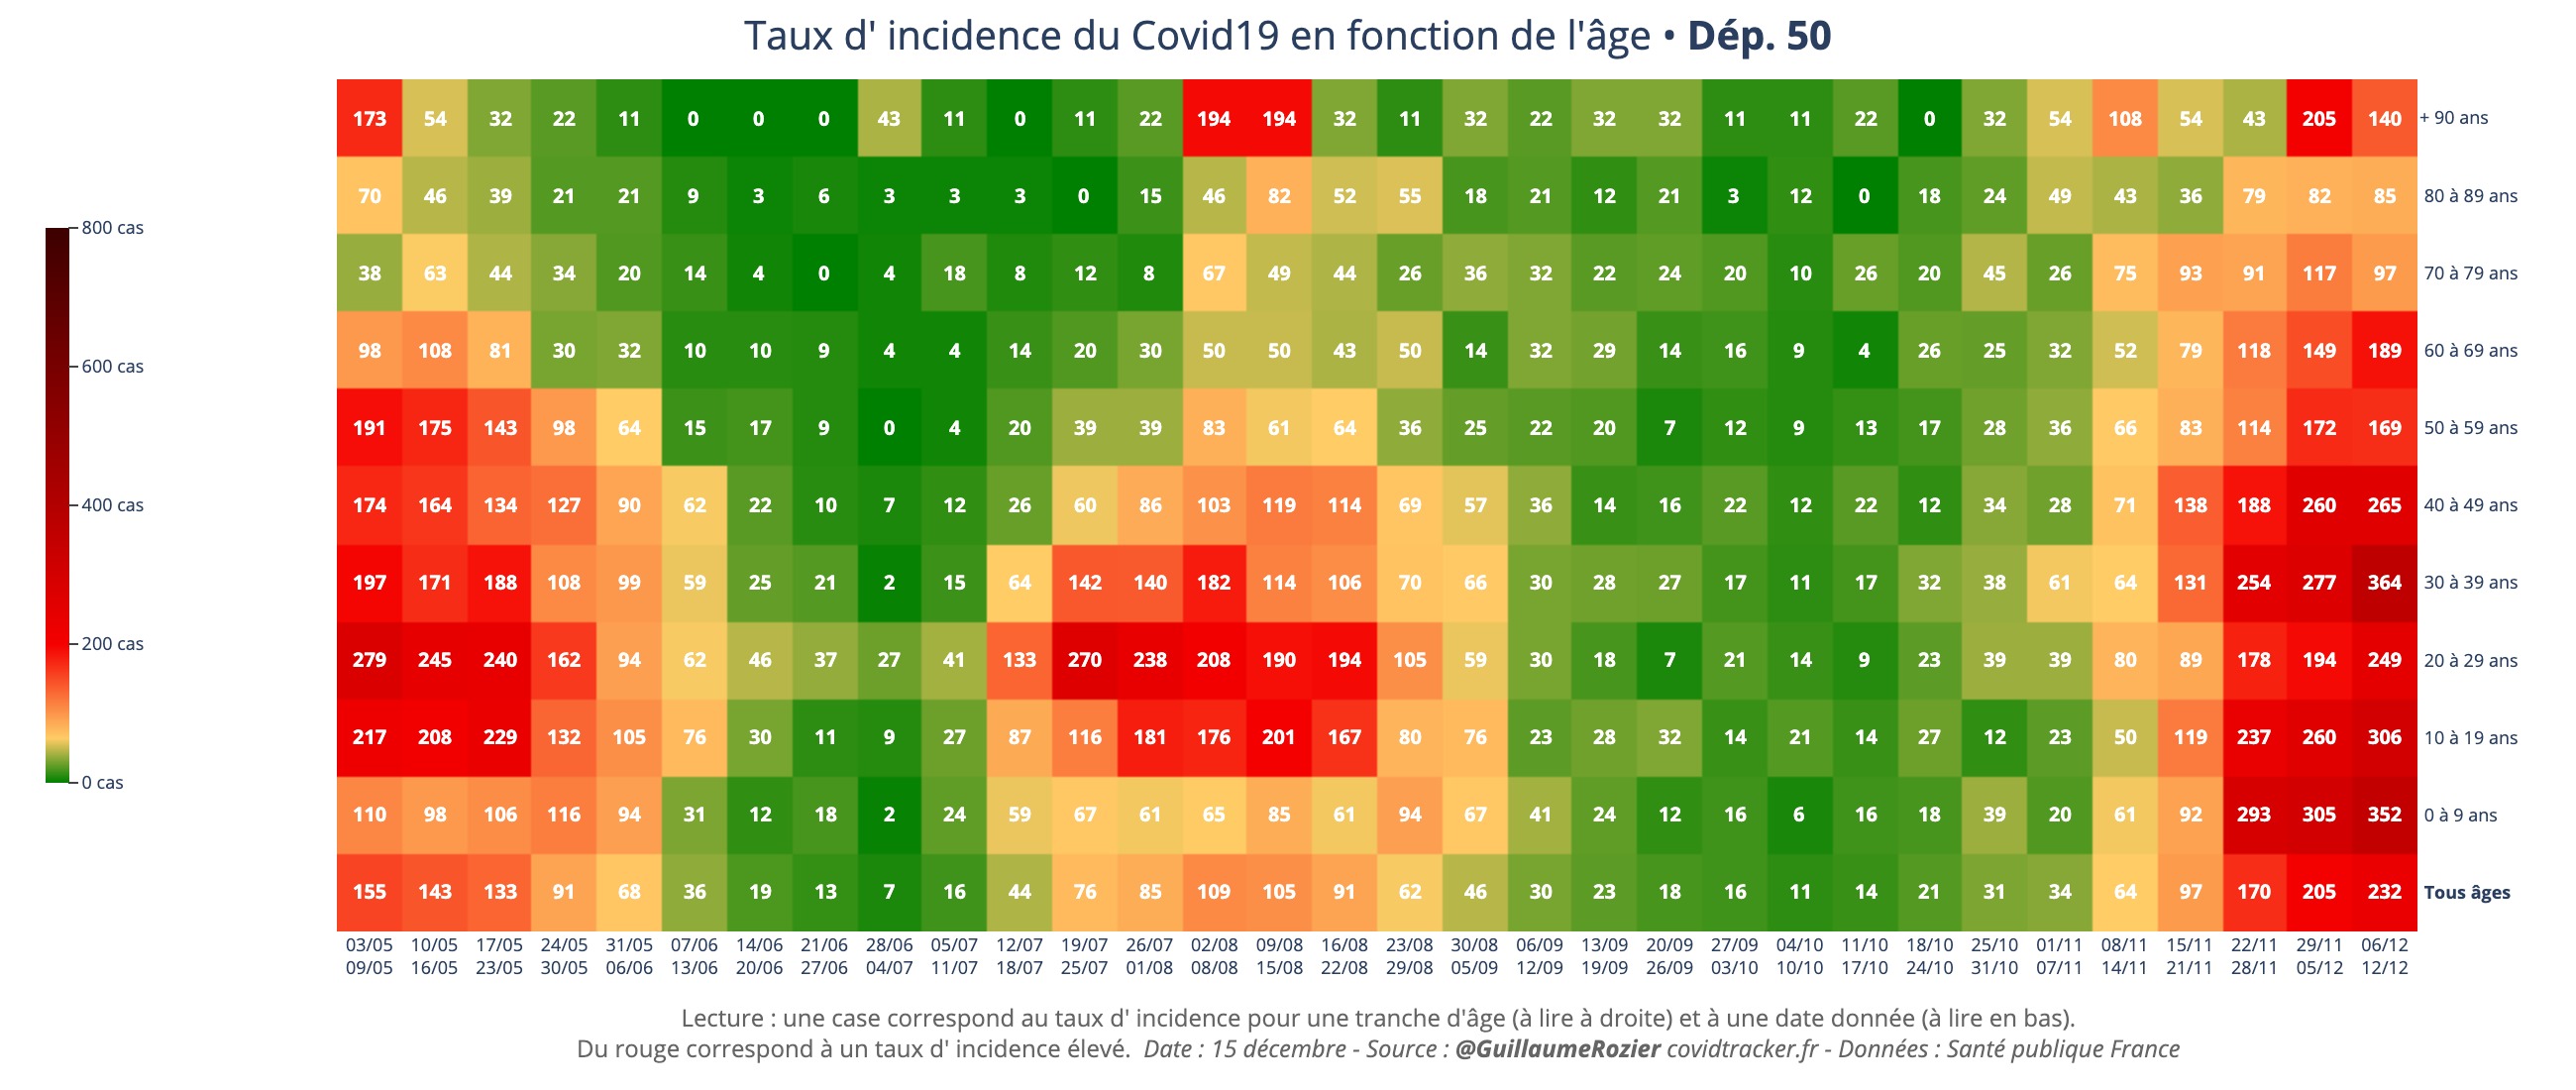 Taux d' incidence du Covid19 en fonction de l'âge • Dép. 50
173 54 32 22 11 0 0 0 43 11 0 11 22 194 194 32 11 32 22 32 32 11 11 22 0 32 54 108 54 43 205 140 + 90 ans
70 46 39 21 21 9 3 6 3 3 3 0 15 46 82 52 55 18 21 12 21 3 12 0 18 24 49 43 36 79 82 85 80 à 89 ans
800 cas
38 63 44 34 20 14 4 0 4 18 8 12 8 67 49 44 26 36 32 22 24 20 10 26 20 45 26 75 93 91 117 97 70 à 79 ans
98 108 81 30 32 10 10 9 4 4 14 20 30 50 50 43 50 14 32 29 14 16 9 4 26 25 32 52 79 118 149 189 60 à 69 ans
600 cas
191 175 143 98 64 15 17 9 0 4 20 39 39 83 61 64 36 25 22 20 7 12 9 13 17 28 36 66 83 114 172 169 50 à 59 ans
400 cas
174 164 134 127 90 62 22 10 7 12 26 60 86 103 119 114 69 57 36 14 16 22 12 22 12 34 28 71 138 188 260 265 40 à 49 ans
197 171 188 108 99 59 25 21 2 15 64 142 140 182 114 106 70 66 30 28 27 17 11 17 32 38 61 64 131 254 277 364 30 à 39 ans
200 cas
279 245 240 162 94 62 46 37 27 41 133 270 238 208 190 194 105 59 30 18 7 21 14 9 23 39 39 80 89 178 194 249 20 à 29 ans
217 208 229 132 105 76 30 11 9 27 87 116 181 176 201 167 80 76 23 28 32 14 21 14 27 12 23 50 119 237 260 306 10 à 19 ans
0 cas
110 98 106 116 94 31 12 18 2 24 59 67 61 65 85 61 94 67 41 24 12 16 6 16 18 39 20 61 92 293 305 352 0 à 9 ans
155 143 133 91 68 36 19 13 7 16 44 76 85 109 105 91 62 46 30 23 18 16 11 14 21 31 34 64 97 170 205 232 Tous âges
03/05 10/05 17/05 24/05 31/05 07/06 14/06 21/06 28/06 05/07 12/07 19/07 26/07 02/08 09/08 16/08 23/08 30/08 06/09 13/09 20/09 27/09 04/10 11/10 18/10 25/10 01/11 08/11 15/11 22/11 29/11 06/12
09/05 16/05 23/05 30/05 06/06 13/06 20/06 27/06 04/07 11/07 18/07 25/07 01/08 08/08 15/08 22/08 29/08 05/09 12/09 19/09 26/09 03/10 10/10 17/10 24/10 31/10 07/11 14/11 21/11 28/11 05/12 12/12
Lecture : une case correspond au taux d' incidence pour une tranche d'âge (à lire à droite) et à une date donnée (à lire en bas).
Du rouge correspond à un taux d' incidence élevé. Date : 15 décembre - Source : @GuillaumeRozier covidtracker.fr - Données : Santé publique France